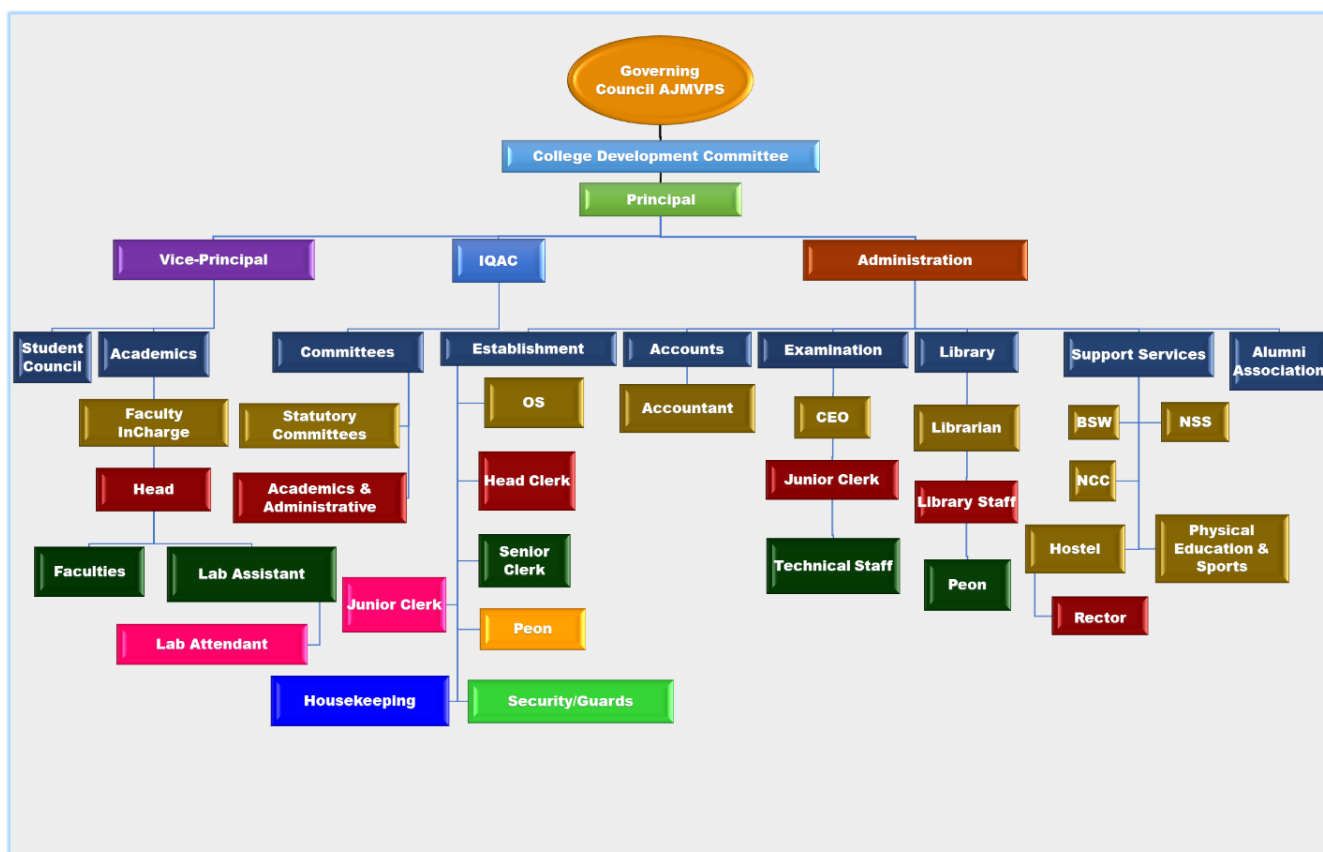 Governing
Council AJMVPS
College Development Committee
Principal
Vice-Principal
IQAC
Administration
Student
Council
Academics
Committees
Establishment
Accounts
Examination
Library
Support Services
Alumni
Association
Faculty
InCharge
Statutory
Committees
OS
Accountant
CEO
Librarian
BSW
NSS
Head
Academics &
Administrative
Head Clerk
Junior Clerk
Library Staff
NCC
Faculties
Lab Assistant
Senior
Clerk
Technical Staff
Peon
Hostel
Physical
Education &
Sports
Junior Clerk
Lab Attendant
Peon
Rector
Housekeeping
Security/Guards